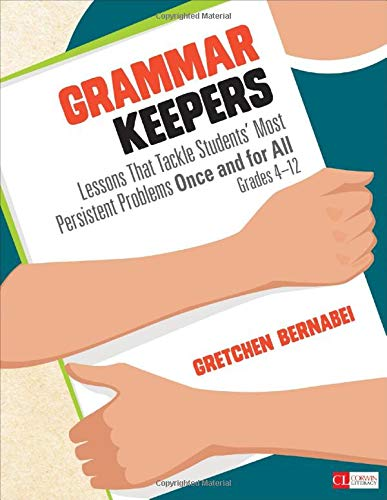 Copyrighted Material
GRAMMAR
KEEPERS
Lessons That Tackle Students' Most
Persistent Problems Once and for All
Grades 4–12
GRETCHEN BERNABEI
CL CORWIN
LITERACY
Copyrighted Material